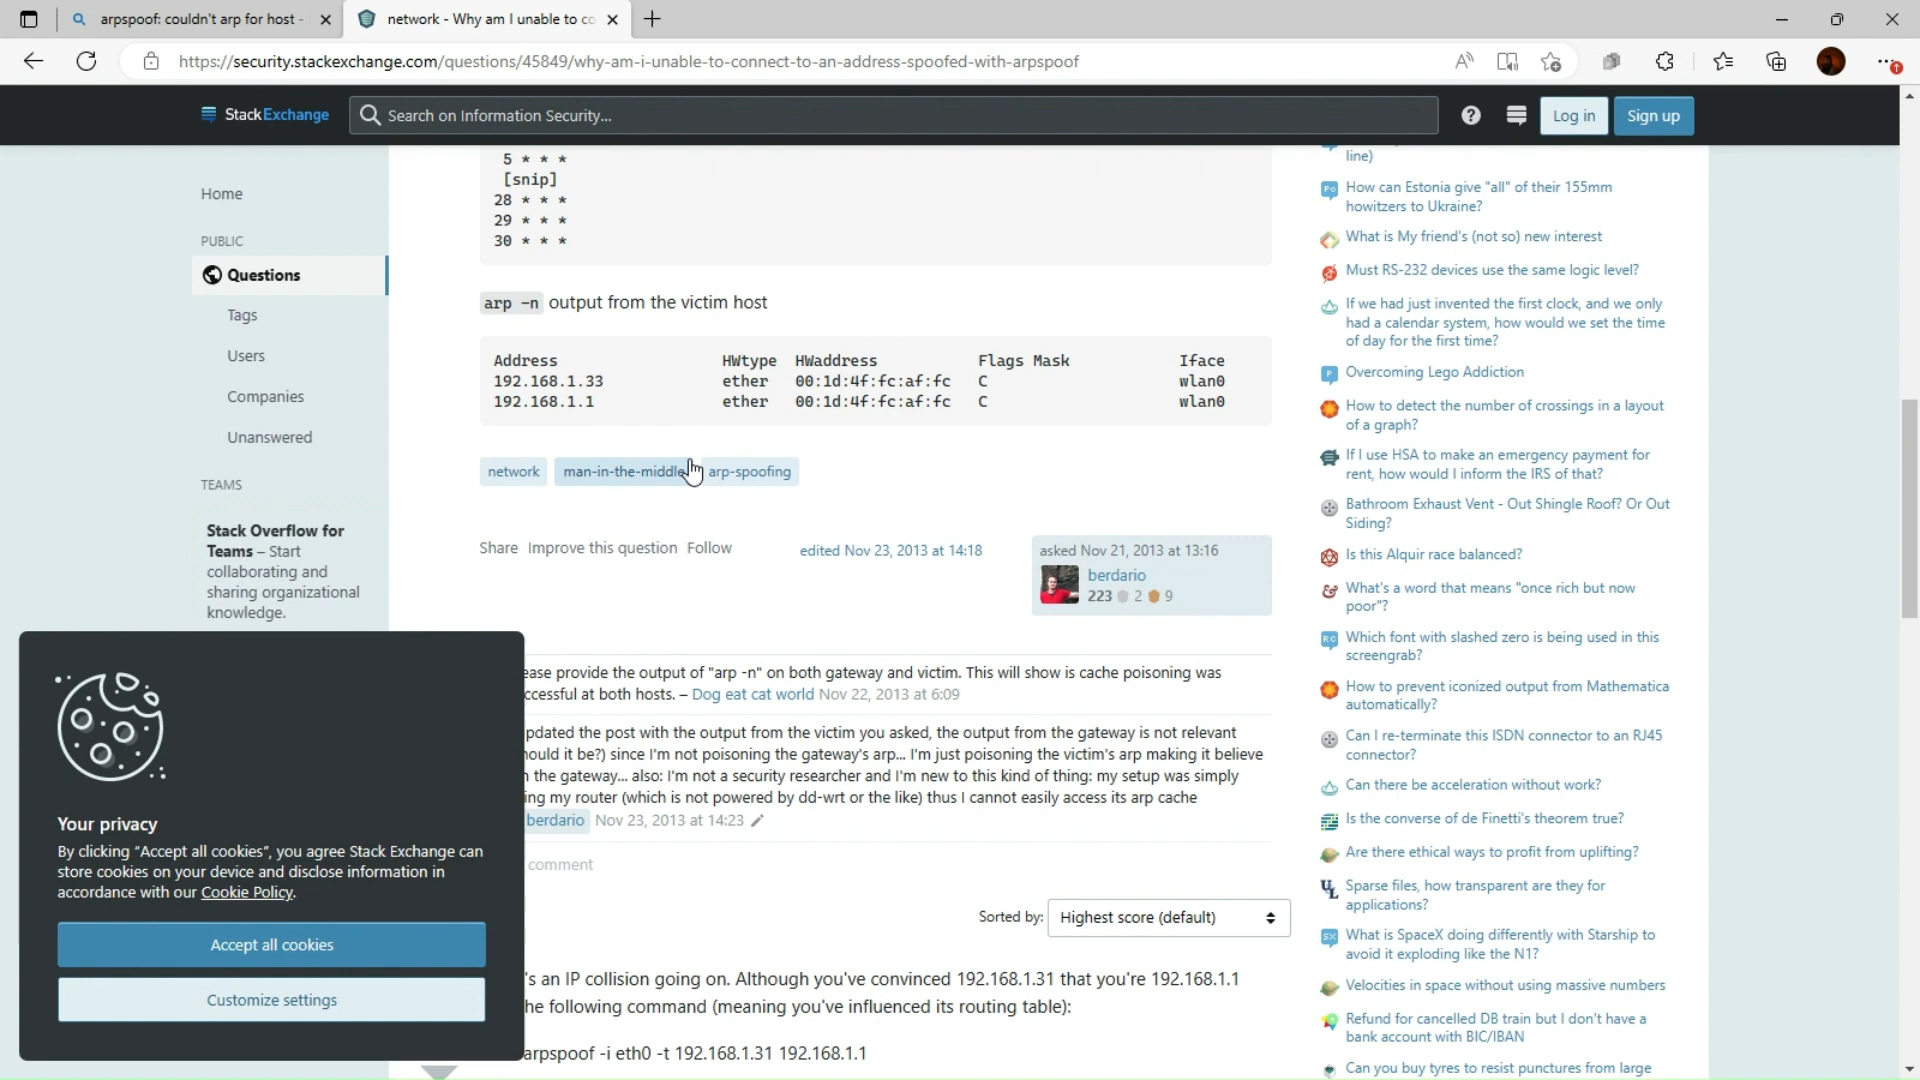 arpspoof: couldn't arp for host -
network - Why am I unable to co
https://security.stackexchange.com/questions/45849/why-am-i-unable-to-connect-to-an-address-spoofed-with-arpspoof
StackExchange
Search on Information Security...
Log in
Sign up
Home
PUBLIC
Questions
Tags
Users
Companies
Unanswered
TEAMS
Stack Overflow for
Teams – Start
collaborating and
sharing organizational
knowledge.
5 * * *
[snip]
28 * * *
29 * * *
30 * * *
arp -n output from the victim host
Address HWtype HWaddress Flags Mask Iface
192.168.1.33 ether 00:1d:4f:fc:af:fc C wlan0
192.168.1.1 ether 00:1d:4f:fc:af:fc C wlan0
network man-in-the-middle arp-spoofing
Share Improve this question Follow
edited Nov 23, 2013 at 14:18
asked Nov 21, 2013 at 13:16
berdario
223 2 9
ease provide the output of "arp -n" on both gateway and victim. This will show is cache poisoning was
ccessful at both hosts. – Dog eat cat world Nov 22, 2013 at 6:09
pdated the post with the output from the victim you asked, the output from the gateway is not relevant
ould it be?) since I'm not poisoning the gateway's arp... I'm just poisoning the victim's arp making it believe
the gateway... also: I'm not a security researcher and I'm new to this kind of thing: my setup was simply
ing my router (which is not powered by dd-wrt or the like) thus I cannot easily access its arp cache
berdario Nov 23, 2013 at 14:23
comment
Sorted by: Highest score (default)
's an IP collision going on. Although you've convinced 192.168.1.31 that you're 192.168.1.1
he following command (meaning you've influenced its routing table):
arpspoof -i eth0 -t 192.168.1.31 192.168.1.1
Your privacy
By clicking "Accept all cookies", you agree Stack Exchange can
store cookies on your device and disclose information in
accordance with our Cookie Policy.
Accept all cookies
Customize settings
line)
How can Estonia give "all" of their 155mm
howitzers to Ukraine?
What is My friend's (not so) new interest
Must RS-232 devices use the same logic level?
If we had just invented the first clock, and we only
had a calendar system, how would we set the time
of day for the first time?
Overcoming Lego Addiction
How to detect the number of crossings in a layout
of a graph?
If I use HSA to make an emergency payment for
rent, how would I inform the IRS of that?
Bathroom Exhaust Vent - Out Shingle Roof? Or Out
Siding?
Is this Alquir race balanced?
What's a word that means "once rich but now
poor"?
Which font with slashed zero is being used in this
screengrab?
How to prevent iconized output from Mathematica
automatically?
Can I re-terminate this ISDN connector to an RJ45
connector?
Can there be acceleration without work?
Is the converse of de Finetti's theorem true?
Are there ethical ways to profit from uplifting?
Sparse files, how transparent are they for
applications?
What is SpaceX doing differently with Starship to
avoid it exploding like the N1?
Velocities in space without using massive numbers
Refund for cancelled DB train but I don't have a
bank account with BIC/IBAN
Can you buy tyres to resist punctures from large